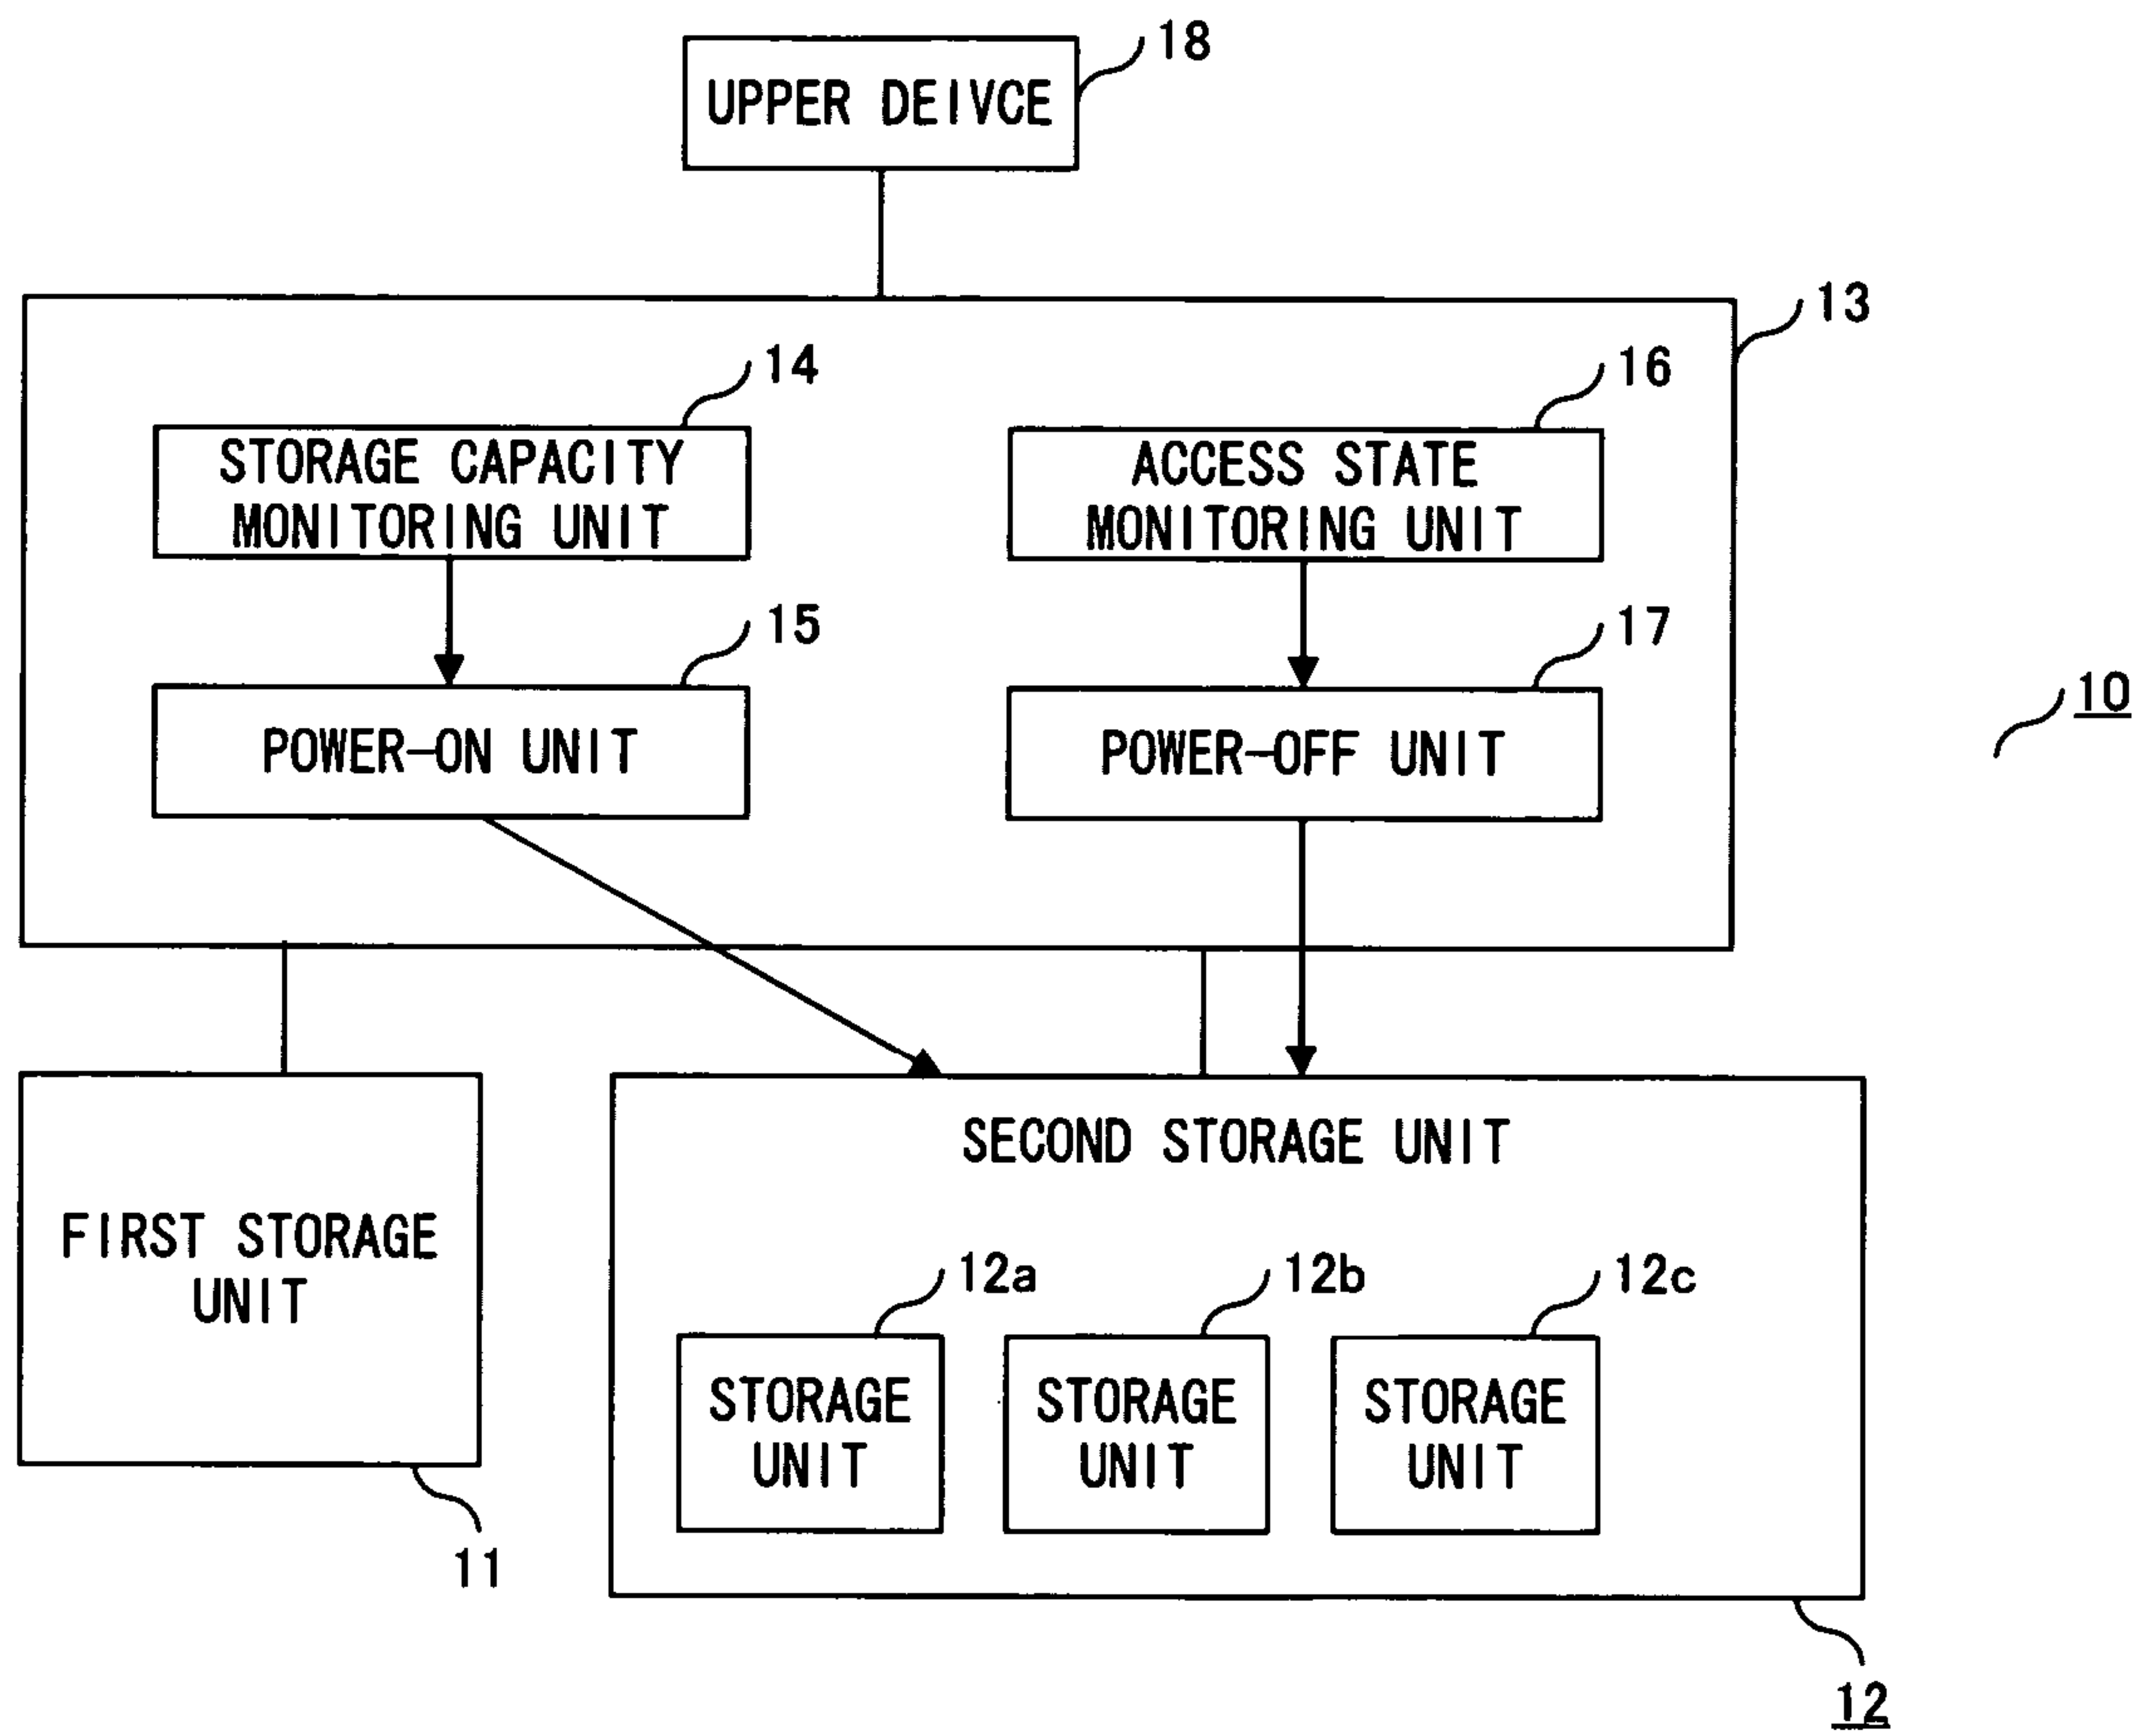 18
UPPER DEIVCE
13
14
16
STORAGE CAPACITY
MONITORING UNIT
ACCESS STATE
MONITORING UNIT
15
17
POWER-ON UNIT
POWER-OFF UNIT
10
SECOND STORAGE UNIT
FIRST STORAGE
UNIT
12a
12b
12c
STORAGE
UNIT
STORAGE
UNIT
STORAGE
UNIT
11
12